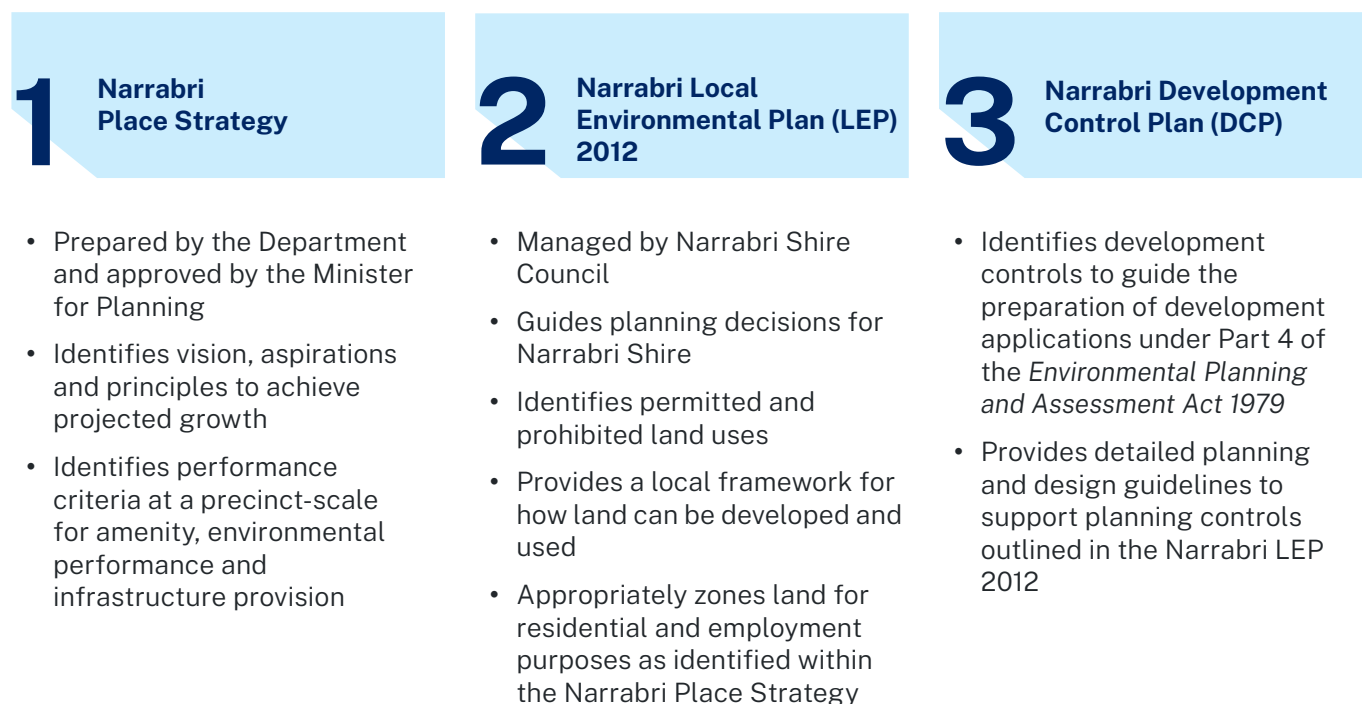 1
Narrabri
Place Strategy
• Prepared by the Department
and approved by the Minister
for Planning
• Identifies vision, aspirations
and principles to achieve
projected growth
• Identifies performance
criteria at a precinct-scale
for amenity, environmental
performance and
infrastructure provision
2
Narrabri Local
Environmental Plan (LEP)
2012
• Managed by Narrabri Shire
Council
• Guides planning decisions for
Narrabri Shire
• Identifies permitted and
prohibited land uses
• Provides a local framework for
how land can be developed and
used
• Appropriately zones land for
residential and employment
purposes as identified within
the Narrabri Place Strategy
3
Narrabri Development
Control Plan (DCP)
• Identifies development
controls to guide the
preparation of development
applications under Part 4 of
the Environmental Planning
and Assessment Act 1979
• Provides detailed planning
and design guidelines to
support planning controls
outlined in the Narrabri LEP
2012